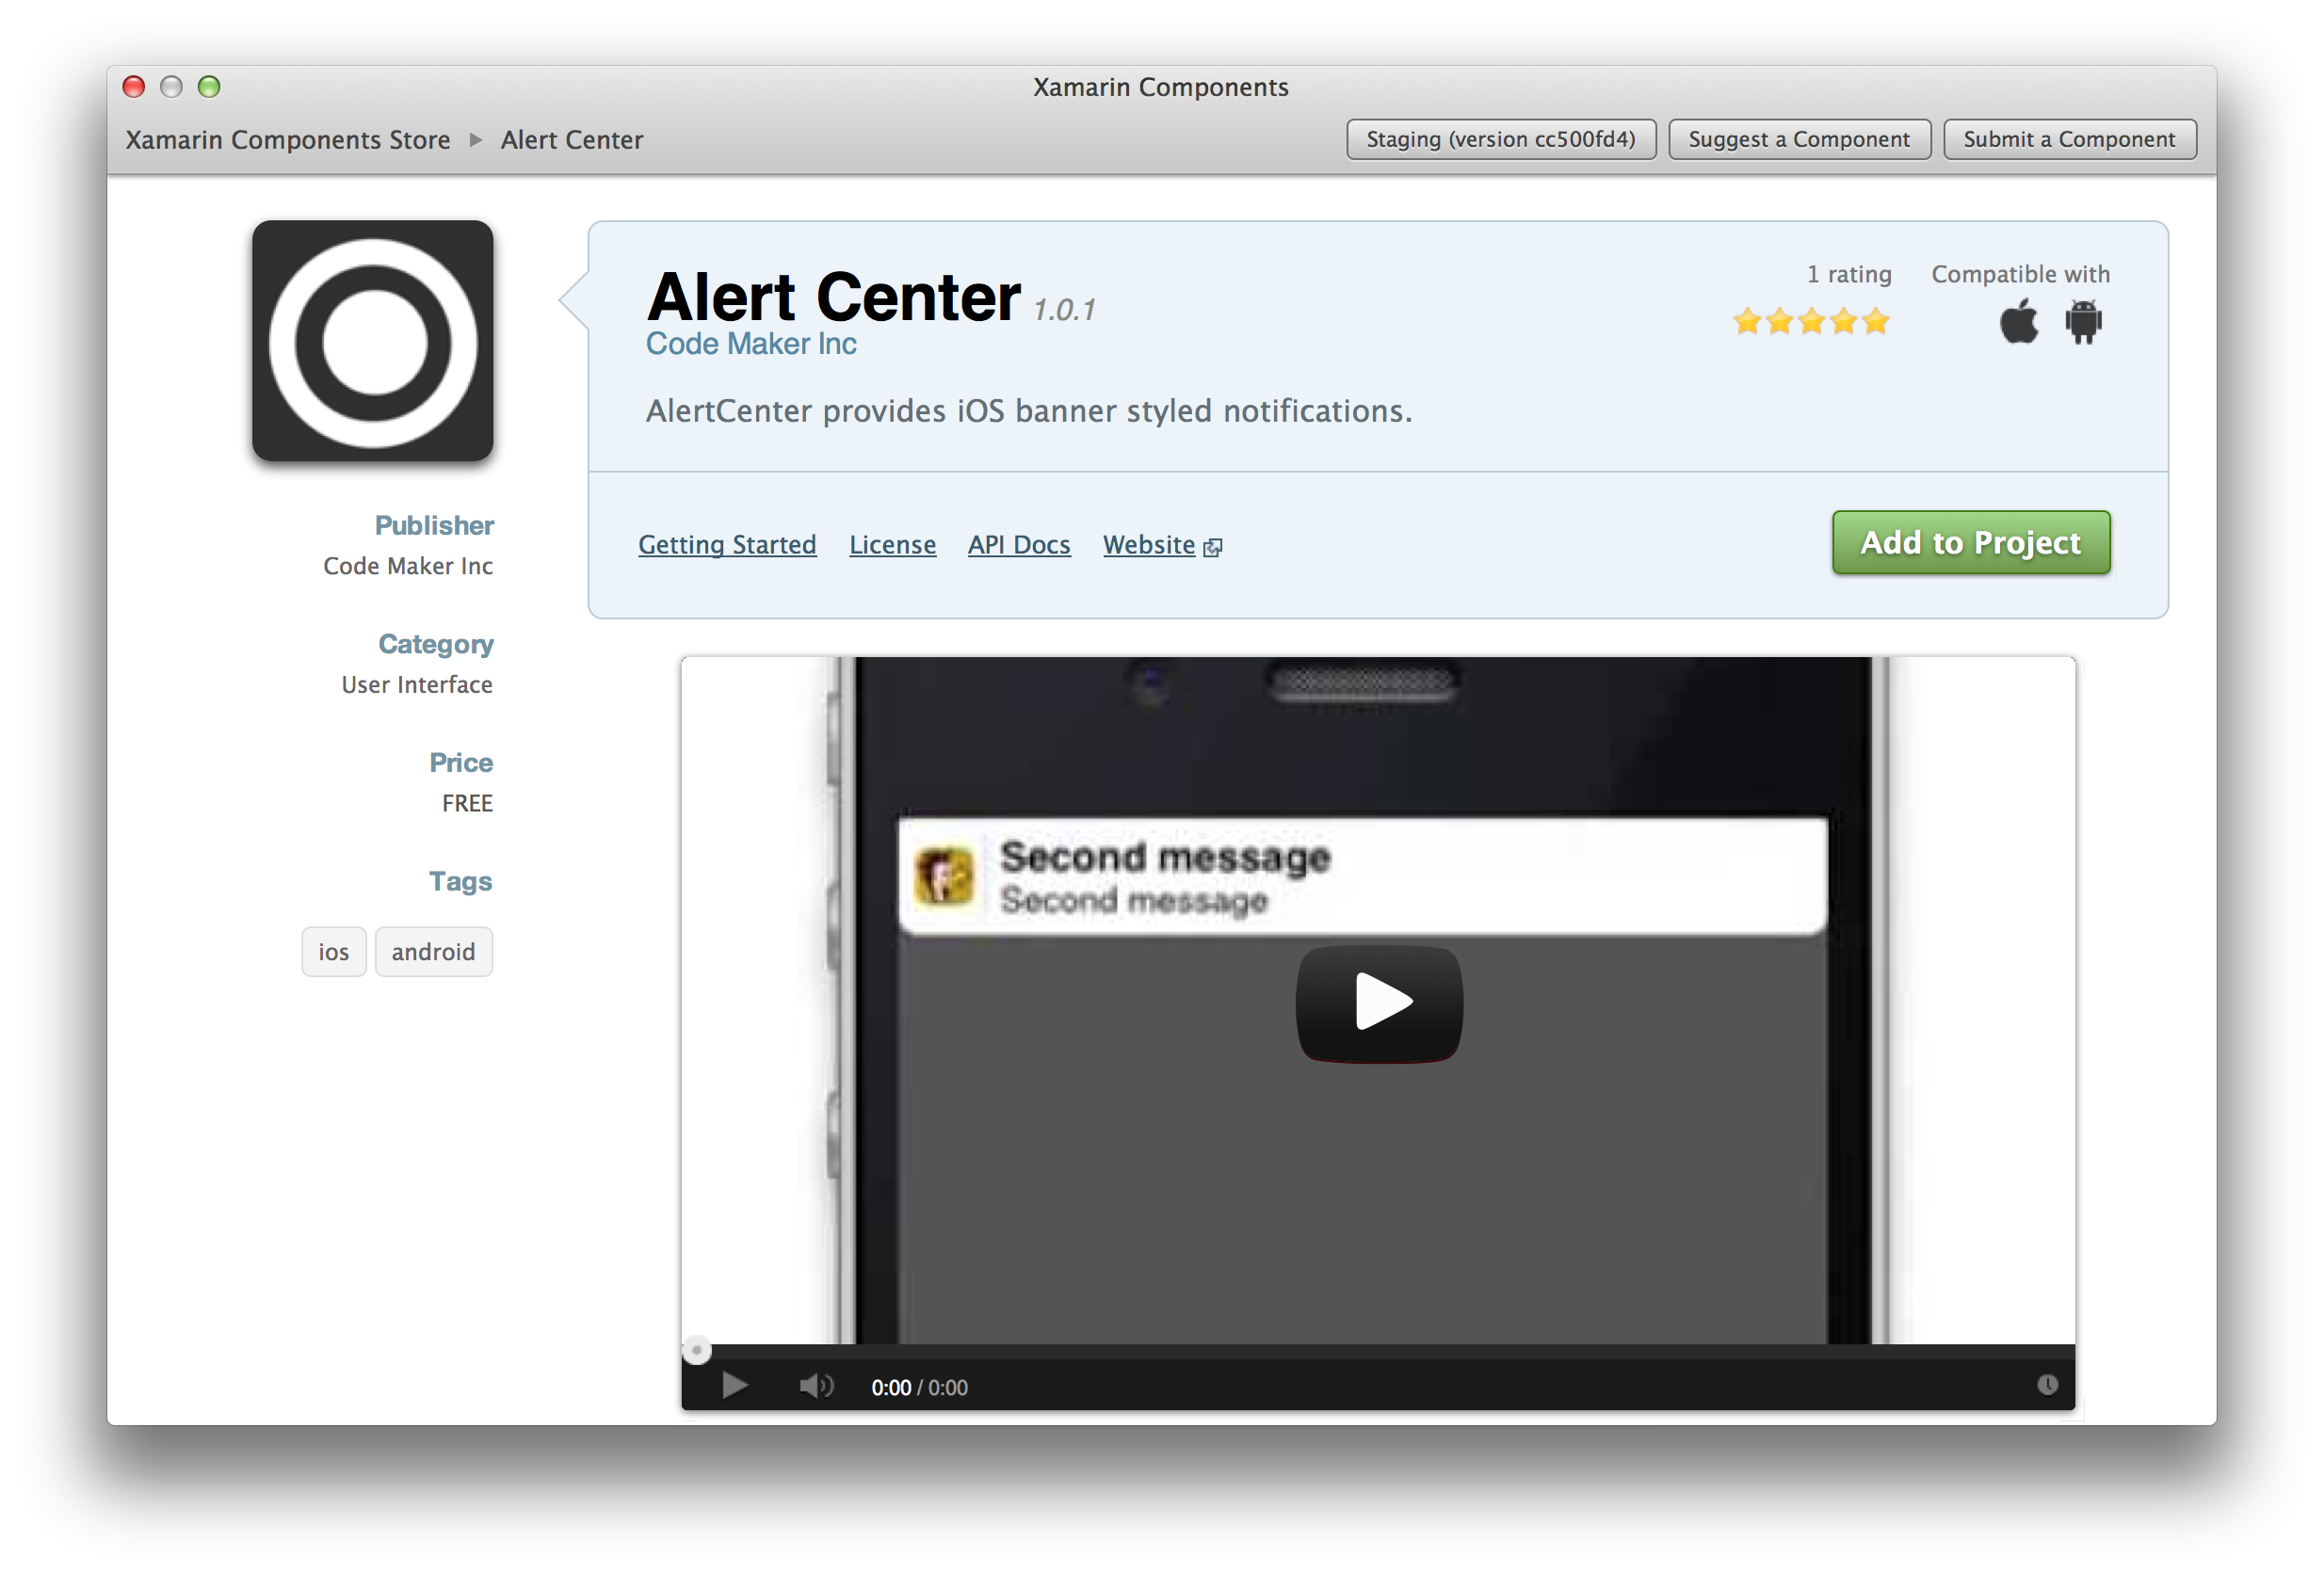 Xamarin Components
Xamarin Components Store
Alert Center
Staging (version cc500fd4)
Suggest a Component
Submit a Component
Alert Center 1.0.1
Code Maker Inc
1 rating
Compatible with
AlertCenter provides iOS banner styled notifications.
Getting Started
License
API Docs
Website
Add to Project
Publisher
Code Maker Inc
Category
User Interface
Price
FREE
Tags
ios
android
Second message
Second message
0:00 / 0:00